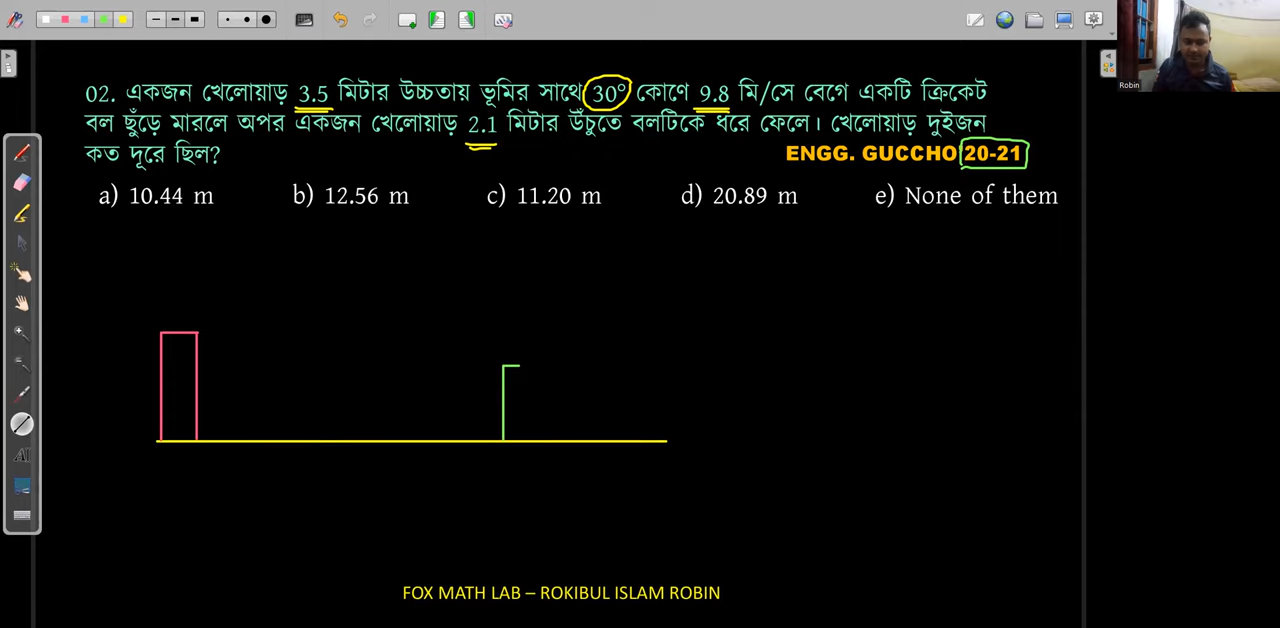 02. একজন খেলোয়াড় 3.5 মিটার উচ্চতায় ভূমির সাথে 30° কোণে 9.8 মি/সে বেগে একটি ক্রিকেট
বল ছুঁড়ে মারলে অপর একজন খেলোয়াড় 2.1 মিটার উঁচুতে বলটিকে ধরে ফেলে। খেলোয়াড় দুইজন
কত দূরে ছিল? ENGG. GUCCHO 20-21
a) 10.44 m b) 12.56 m c) 11.20 m d) 20.89 m e) None of them
FOX MATH LAB – ROKIBUL ISLAM ROBIN
Robin